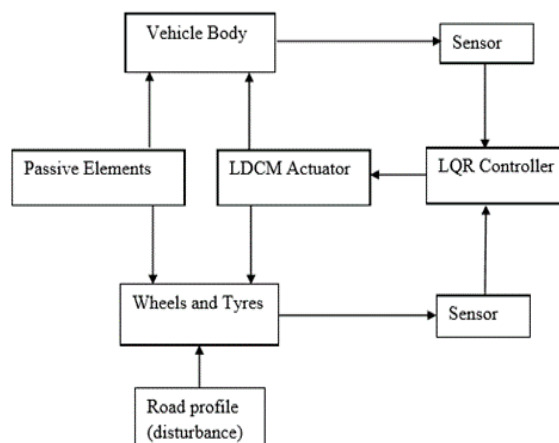 Vehicle Body
Sensor
Passive Elements
LDCM Actuator
LQR Controller
Wheels and Tyres
Sensor
Road profile
(disturbance)